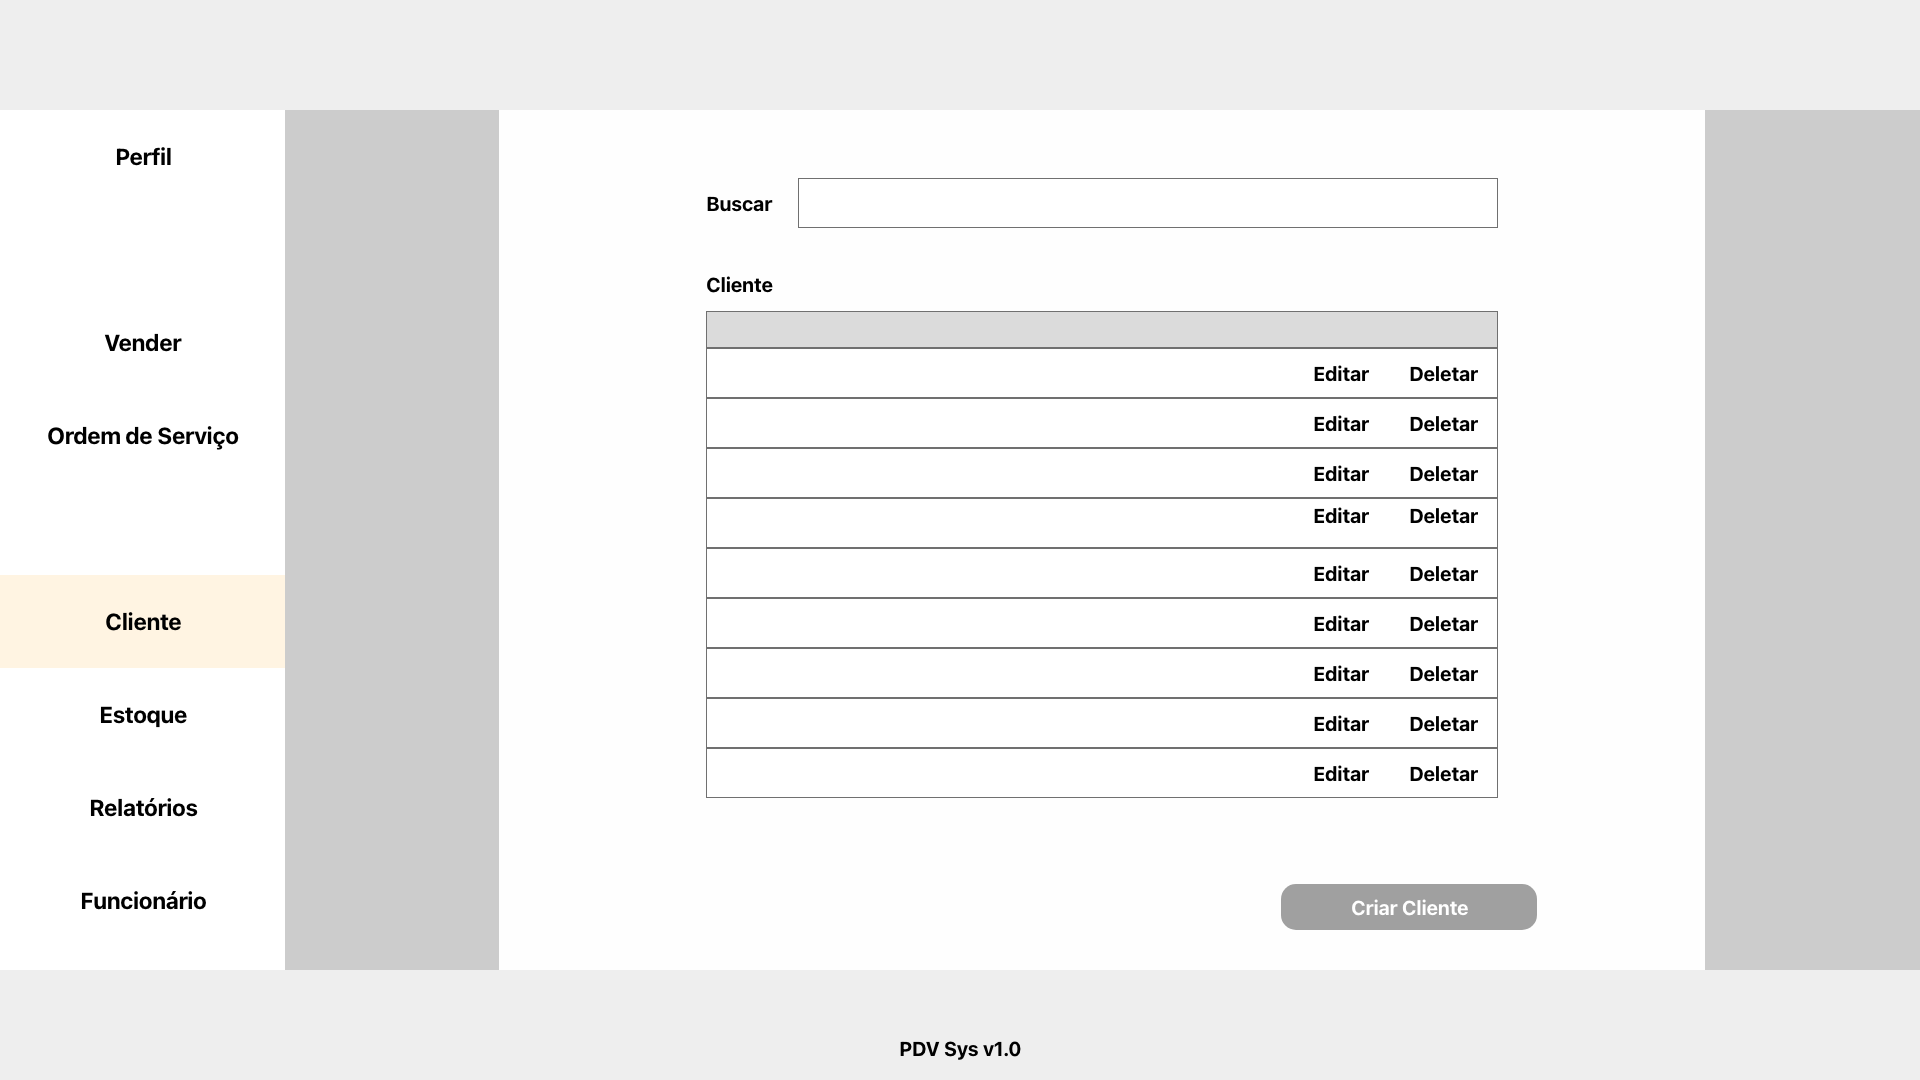 Perfil
Vender
Ordem de Serviço
Cliente
Estoque
Relatórios
Funcionário
Buscar
Cliente
Editar Deletar
Editar Deletar
Editar Deletar
Editar Deletar
Editar Deletar
Editar Deletar
Editar Deletar
Editar Deletar
Editar Deletar
Criar Cliente
PDV Sys v1.0